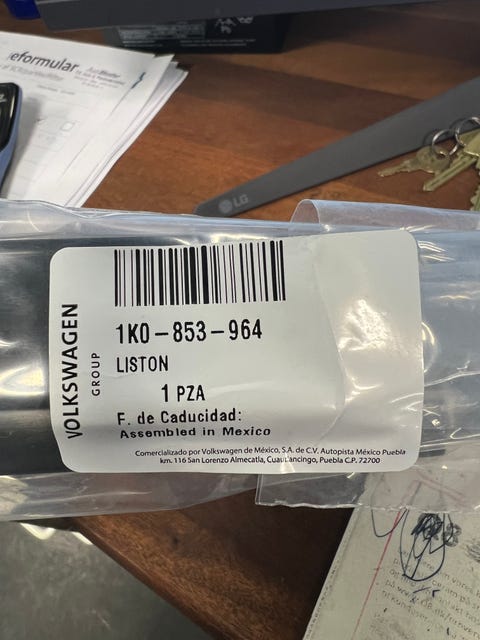 eformular
LG
VOLKSWAGEN
GROUP
1K0-853-964
LISTON
1 PZA
F. de Caducidad:
Assembled in Mexico
Comercializado por Volkswagen de México, S.A. de C.V. Autopista México Puebla
km. 116 San Lorenzo Almecatla, Cuautlancingo, Puebla C.P. 72700